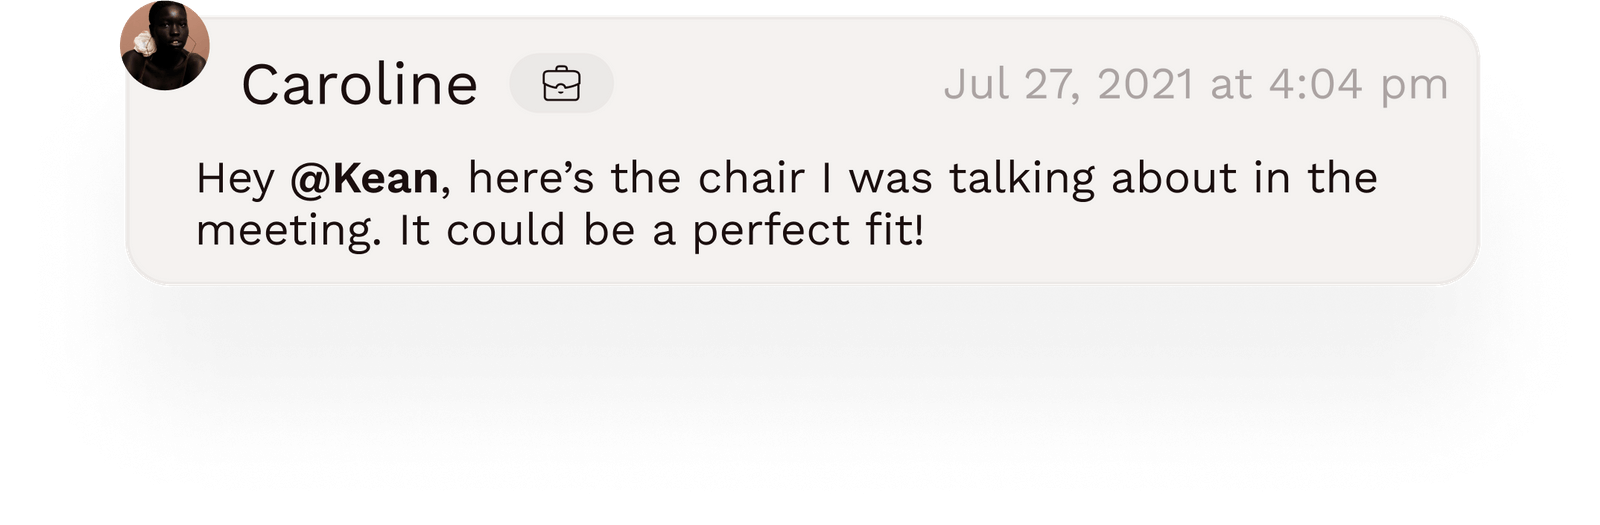 Caroline
Jul 27, 2021 at 4:04 pm
Hey @Kean, here’s the chair I was talking about in the
meeting. It could be a perfect fit!